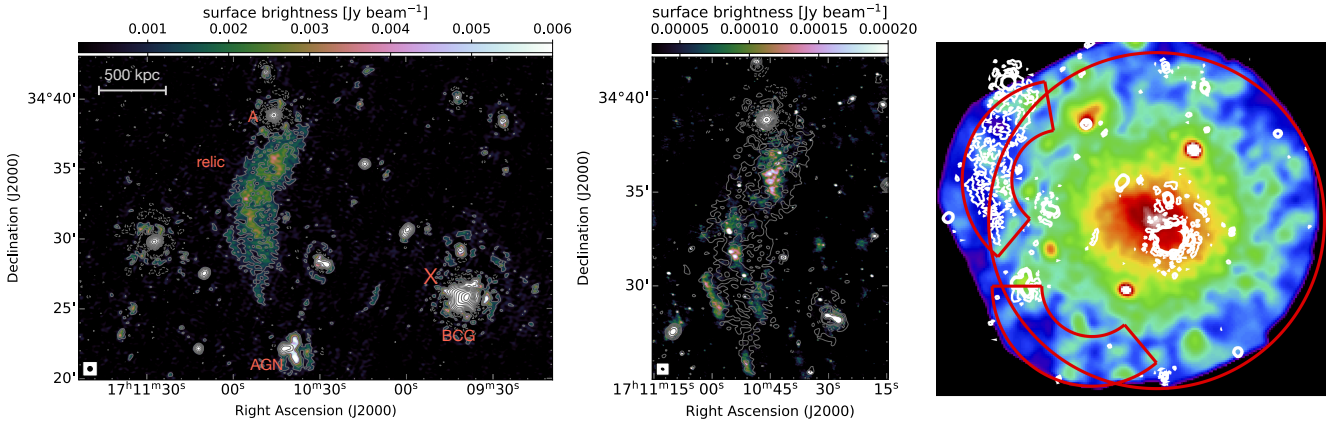 surface brightness [Jy beam⁻¹]
0.001 0.002 0.003 0.004 0.005 0.006
500 kpc
A
relic
X
BCG
AGN
34°40'
35'
30'
25'
20'
Declination (J2000)
17ʰ11ᵐ30ˢ 00ˢ 10ᵐ30ˢ 00ˢ 09ᵐ30ˢ
Right Ascension (J2000)
surface brightness [Jy beam⁻¹]
0.00005 0.00010 0.00015 0.00020
34°40'
35'
30'
Declination (J2000)
17ʰ11ᵐ15ˢ 00ˢ 10ᵐ45ˢ 30ˢ 15ˢ
Right Ascension (J2000)